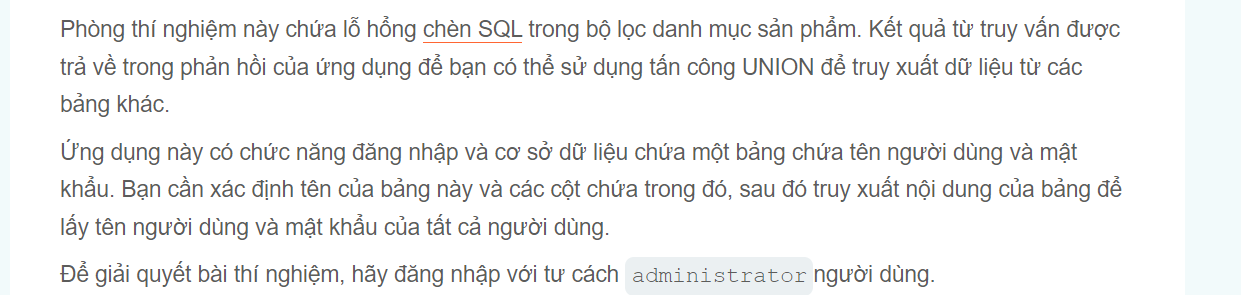 Phòng thí nghiệm này chứa lỗ hổng chèn SQL trong bộ lọc danh mục sản phẩm. Kết quả từ truy vấn được
trả về trong phản hồi của ứng dụng để bạn có thể sử dụng tấn công UNION để truy xuất dữ liệu từ các
bảng khác.
Ứng dụng này có chức năng đăng nhập và cơ sở dữ liệu chứa một bảng chứa tên người dùng và mật
khẩu. Bạn cần xác định tên của bảng này và các cột chứa trong đó, sau đó truy xuất nội dung của bảng để
lấy tên người dùng và mật khẩu của tất cả người dùng.
Để giải quyết bài thí nghiệm, hãy đăng nhập với tư cách administrator người dùng.